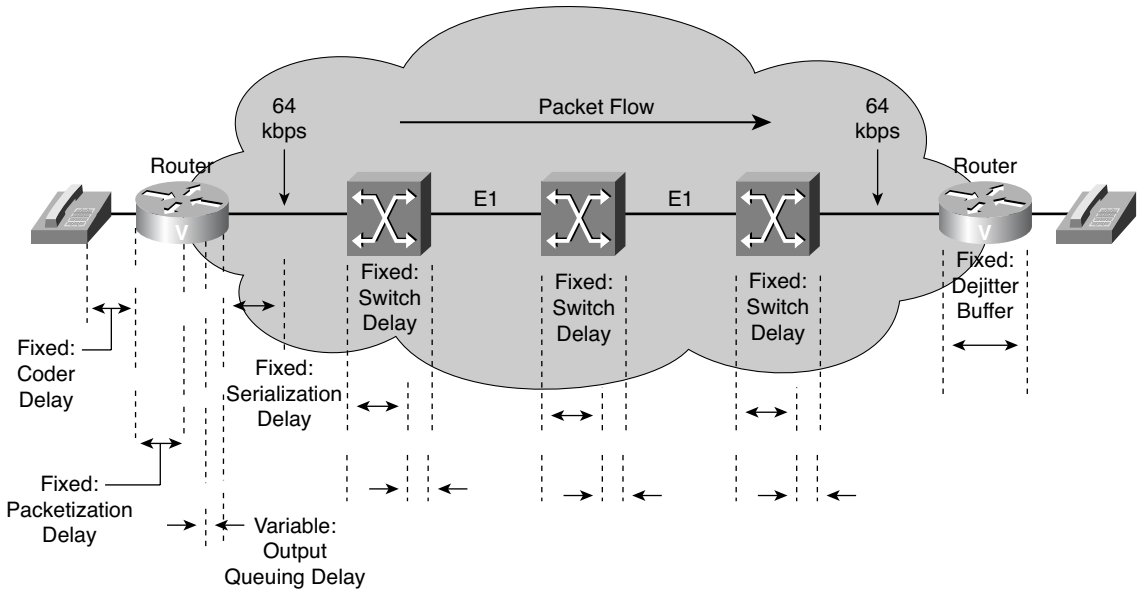 64
kbps
Packet Flow
64
kbps
Router
Router
E1
E1
V
V
Fixed:
Switch
Delay
Fixed:
Switch
Delay
Fixed:
Switch
Delay
Fixed:
Dejitter
Buffer
Fixed:
Coder
Delay
Fixed:
Serialization
Delay
Fixed:
Packetization
Delay
Variable:
Output
Queuing Delay